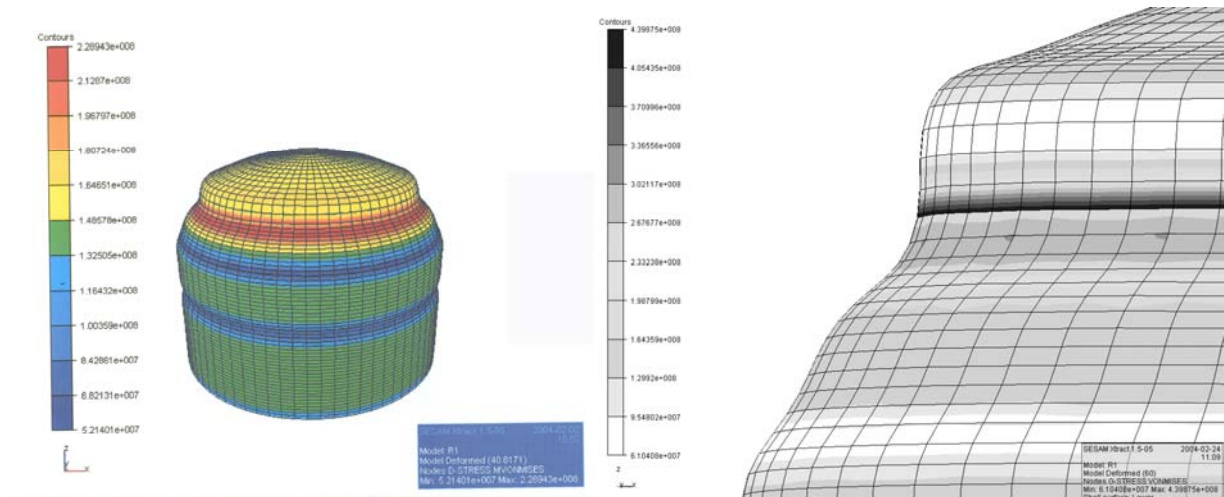 Contours
2.28943e+008
2.1287e+008
1.96797e+008
1.80724e+008
1.64651e+008
1.48578e+008
1.32505e+008
1.16432e+008
1.00359e+008
8.42861e+007
6.82131e+007
5.21401e+007
z
x
SESAM Xtract 1.5-05
Model: R1
Model Deformed (40.8171)
Nodes D-STRESS MVONMISES
Min: 5.21401e+007 Max: 2.28943e+008
Contours
4.39875e+008
4.05435e+008
3.70996e+008
3.36556e+008
3.02117e+008
2.67677e+008
2.33238e+008
1.98799e+008
1.64359e+008
1.2992e+008
9.54802e+007
6.10408e+007
z
x
SESAM Xtract 1.5-05 2004-02-24
11:09
Model: R1
Model Deformed (60)
Nodes G-STRESS VONMISES
Min: 6.10408e+007 Max: 4.39875e+008